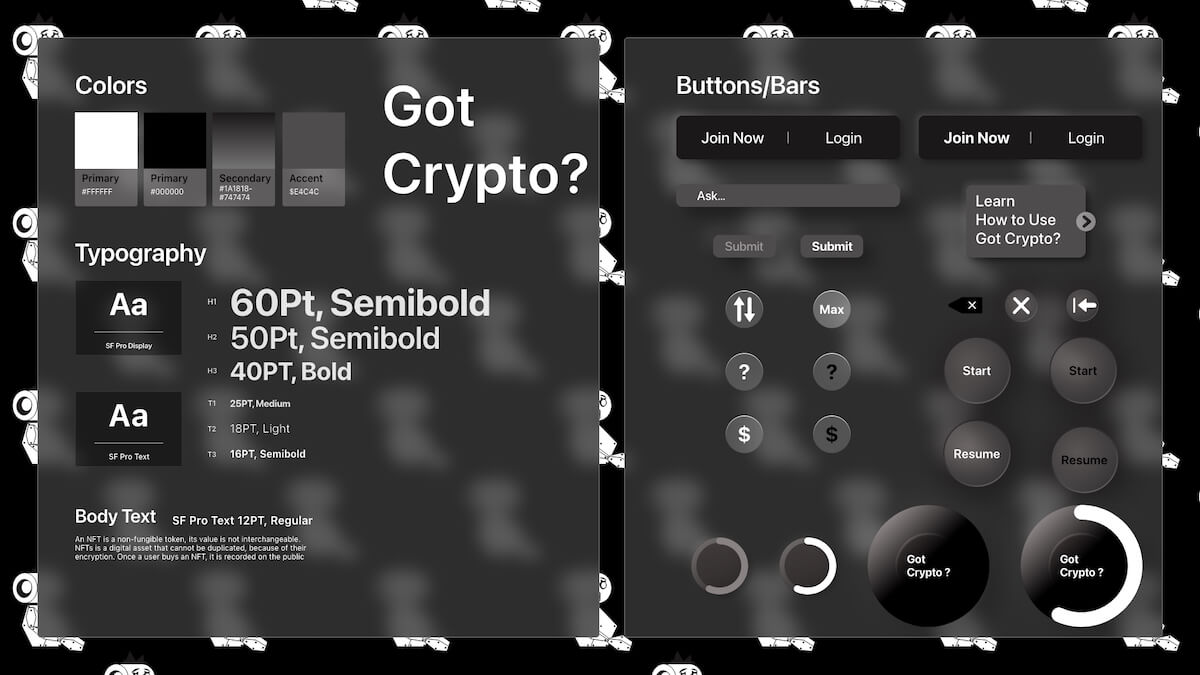 Colors
Got
Crypto?
Primary
#FFFFFF
Primary
#000000
Secondary
#1A1818-
#747474
Accent
$E4C4C
Typography
Aa
SF Pro Display
H1 60Pt, Semibold
H2 50Pt, Semibold
H3 40PT, Bold
Aa
SF Pro Text
T1 25PT, Medium
T2 18PT, Light
T3 16PT, Semibold
Body Text SF Pro Text 12PT, Regular
An NFT is a non-fungible token, its value is not interchangeable.
NFTs is a digital asset that cannot be duplicated, because of their
encryption. Once a user buys an NFT, it is recorded on the public
Buttons/Bars
Join Now | Login
Join Now | Login
Ask...
Learn
How to Use
Got Crypto?
Submit
Submit
Max
?
?
$
$
Start
Start
Resume
Resume
Got
Crypto ?
Got
Crypto ?